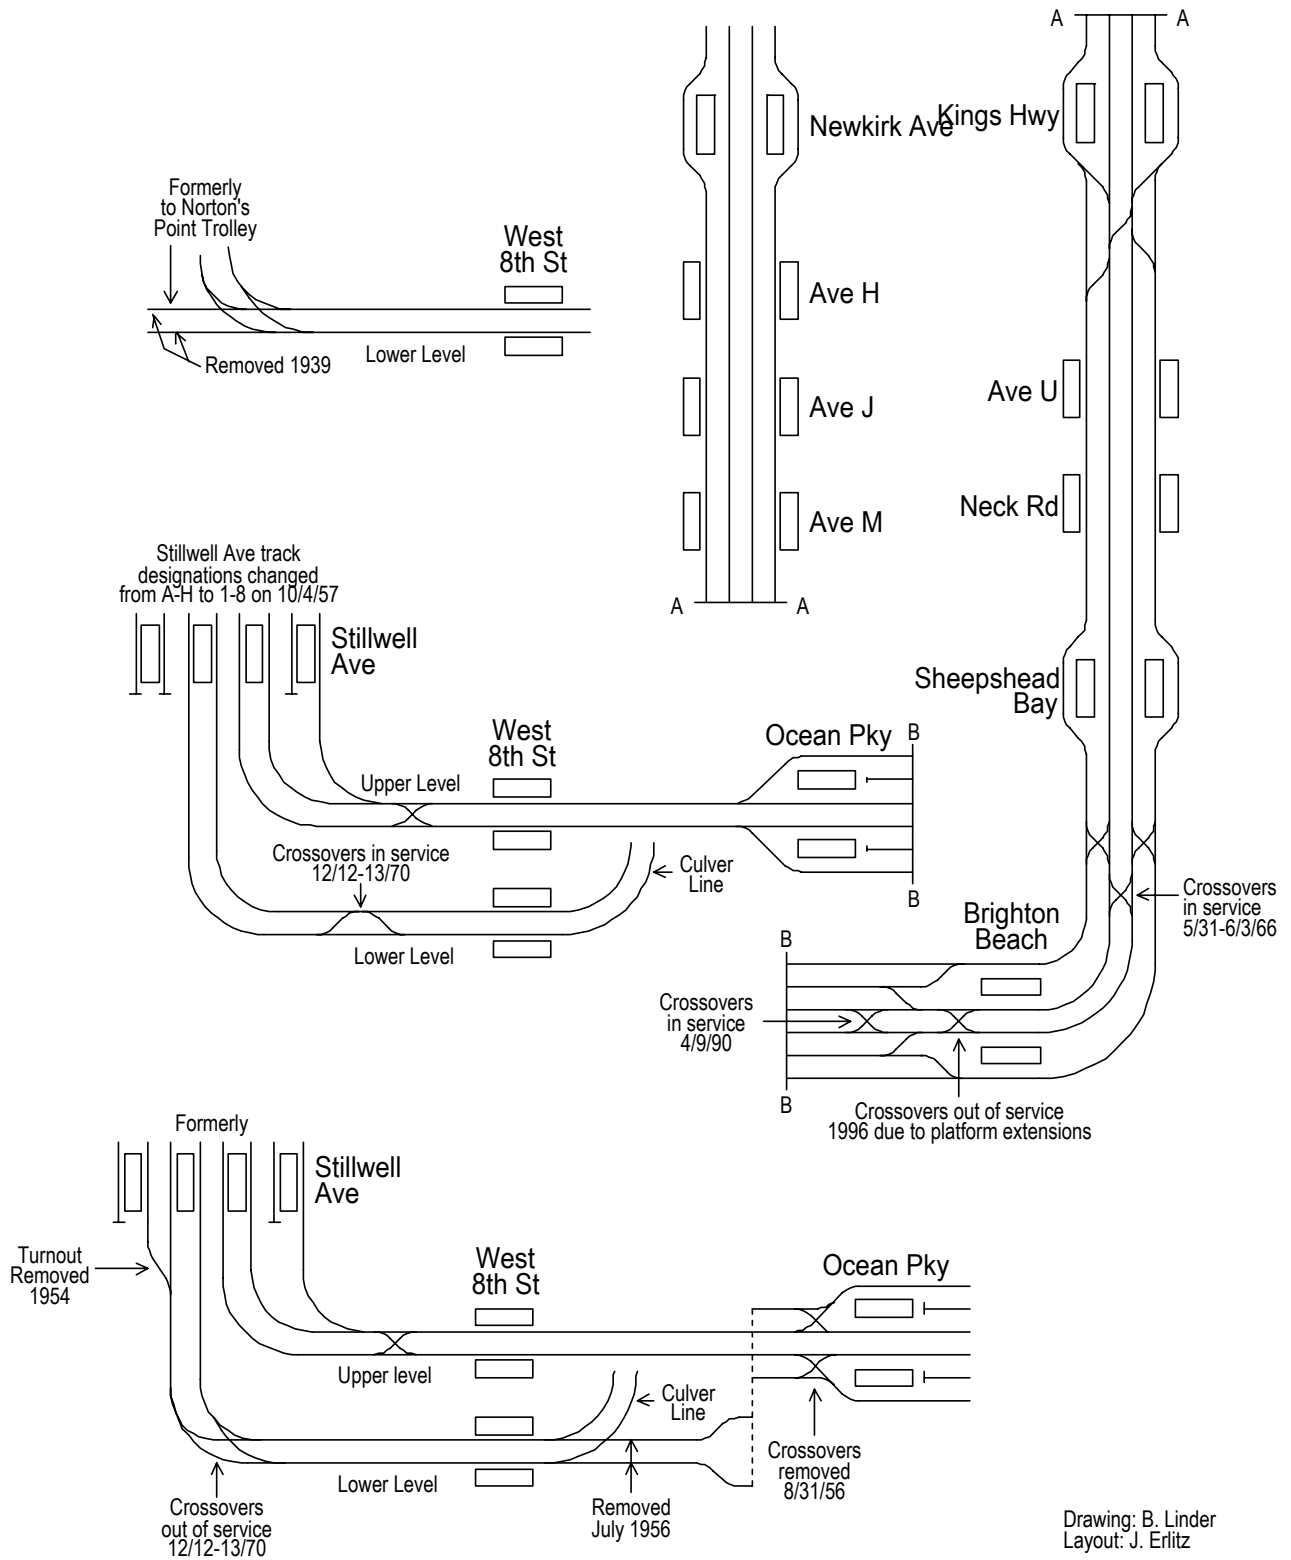 A
A
Newkirk Ave
Kings Hwy
Formerly
to Norton's
Point Trolley
West
8th St
Ave H
Removed 1939
Lower Level
Ave J
Ave U
Neck Rd
Ave M
A
A
Stillwell Ave track
designations changed
from A-H to 1-8 on 10/4/57
Stillwell
Ave
Sheepshead
Bay
West
8th St
Ocean Pky
B
Upper Level
Crossovers in service
12/12-13/70
Culver
Line
B
Crossovers
in service
5/31-6/3/66
Brighton
Beach
Lower Level
B
Crossovers
in service
4/9/90
B
Crossovers out of service
1996 due to platform extensions
Formerly
Stillwell
Ave
Turnout
Removed
1954
West
8th St
Ocean Pky
Upper level
Culver
Line
Lower Level
Crossovers
removed
8/31/56
Crossovers
out of service
12/12-13/70
Removed
July 1956
Drawing: B. Linder
Layout: J. Erlitz